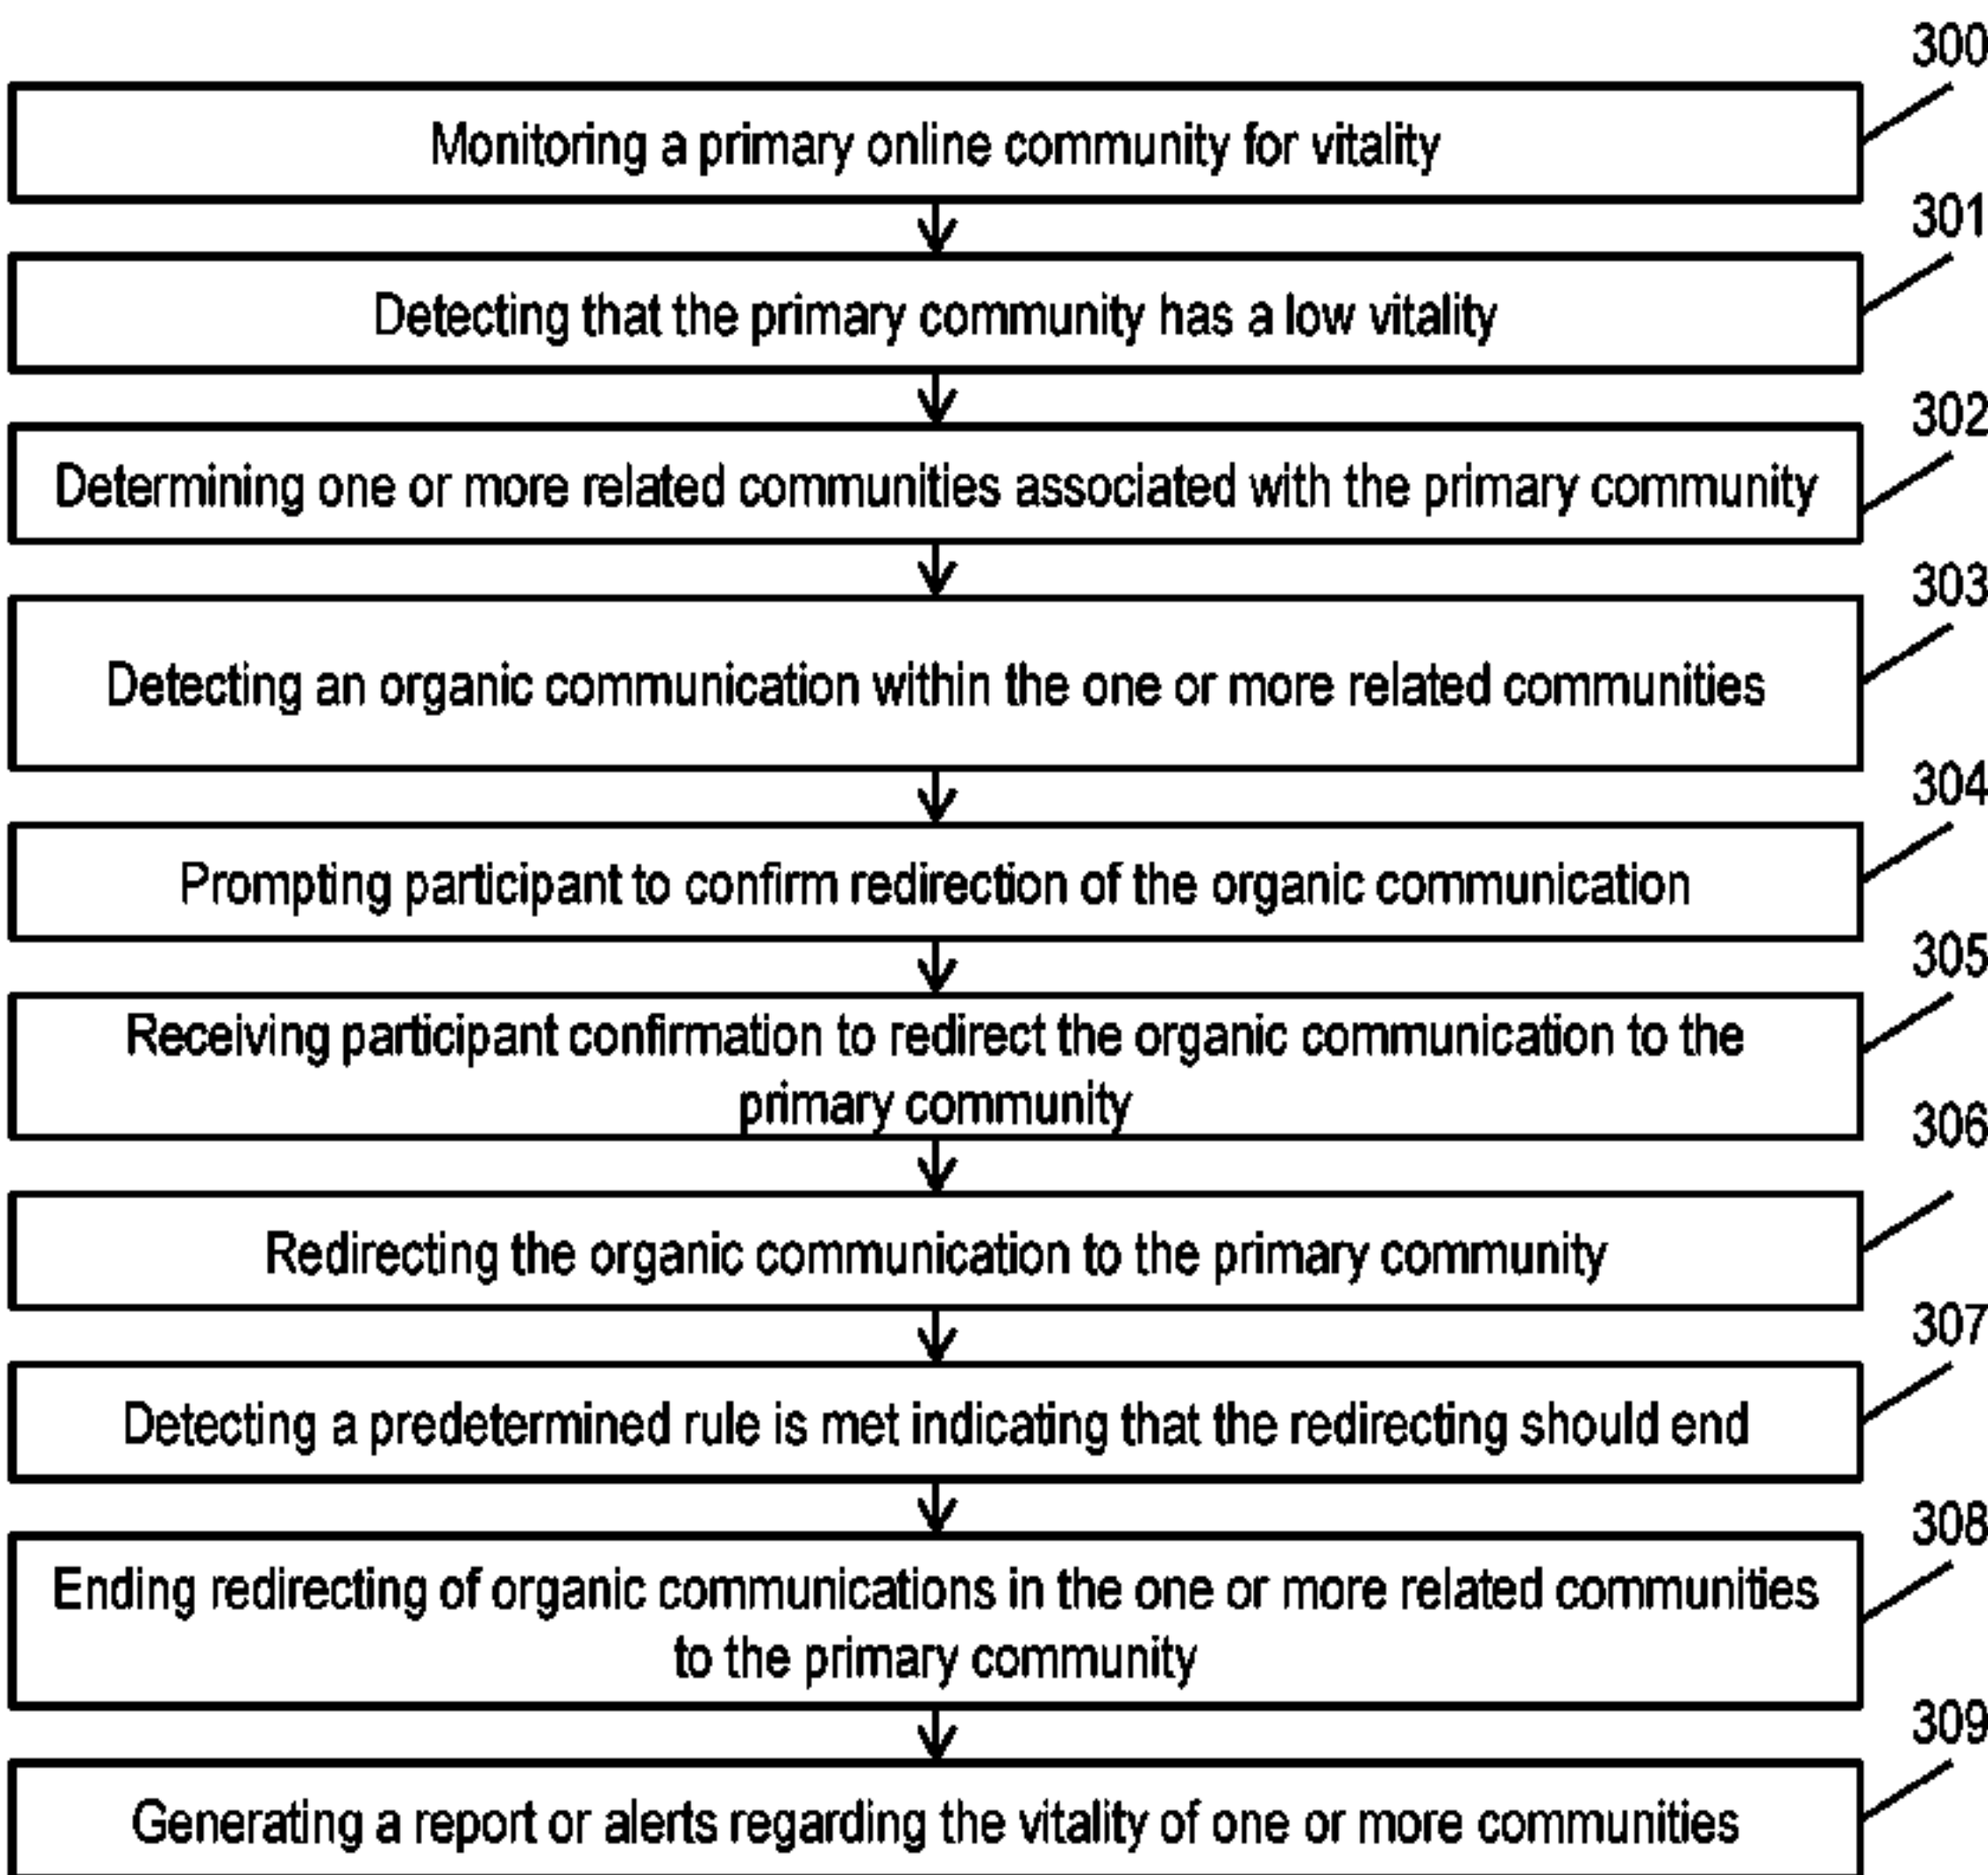 300
Monitoring a primary online community for vitality
301
Detecting that the primary community has a low vitality
302
Determining one or more related communities associated with the primary community
303
Detecting an organic communication within the one or more related communities
304
Prompting participant to confirm redirection of the organic communication
305
Receiving participant confirmation to redirect the organic communication to the
primary community
306
Redirecting the organic communication to the primary community
307
Detecting a predetermined rule is met indicating that the redirecting should end
308
Ending redirecting of organic communications in the one or more related communities
to the primary community
309
Generating a report or alerts regarding the vitality of one or more communities